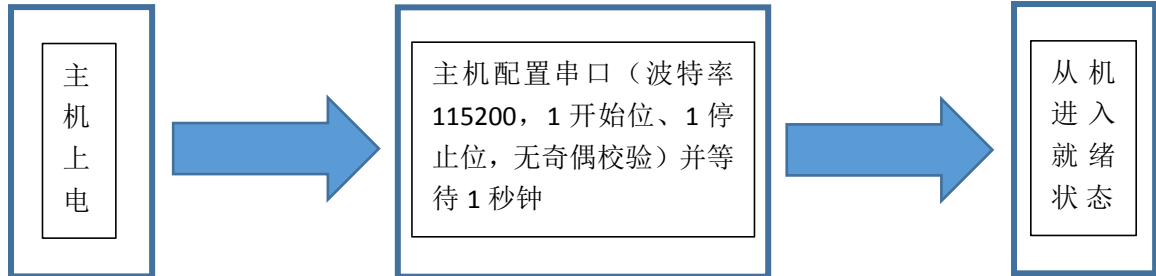 主
机
上
电
主机配置串口（波特率
115200，1 开始位、1 停
止位，无奇偶校验）并等
待 1 秒钟
从 机
进 入
就 绪
状 态